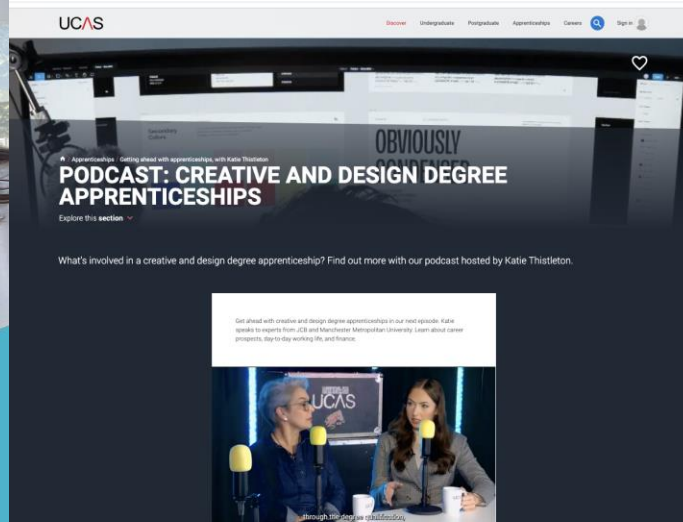 UCAS
Discover Undergraduate Postgraduate Apprenticeships Careers Sign in
OBVIOUSLY
CONDENSED
Secondary
Colors
Apprenticeships Getting ahead with apprenticeships, with Katie Thistleton
PODCAST: CREATIVE AND DESIGN DEGREE
APPRENTICESHIPS
Explore this section
What's involved in a creative and design degree apprenticeship? Find out more with our podcast hosted by Katie Thistleton.
Get ahead with creative and design degree apprenticeships in our next episode. Katie
speaks to experts from JCB and Manchester Metropolitan University. Learn about career
prospects, day-to-day working life, and finance.
UCAS
UCAS
through the degree qualification,